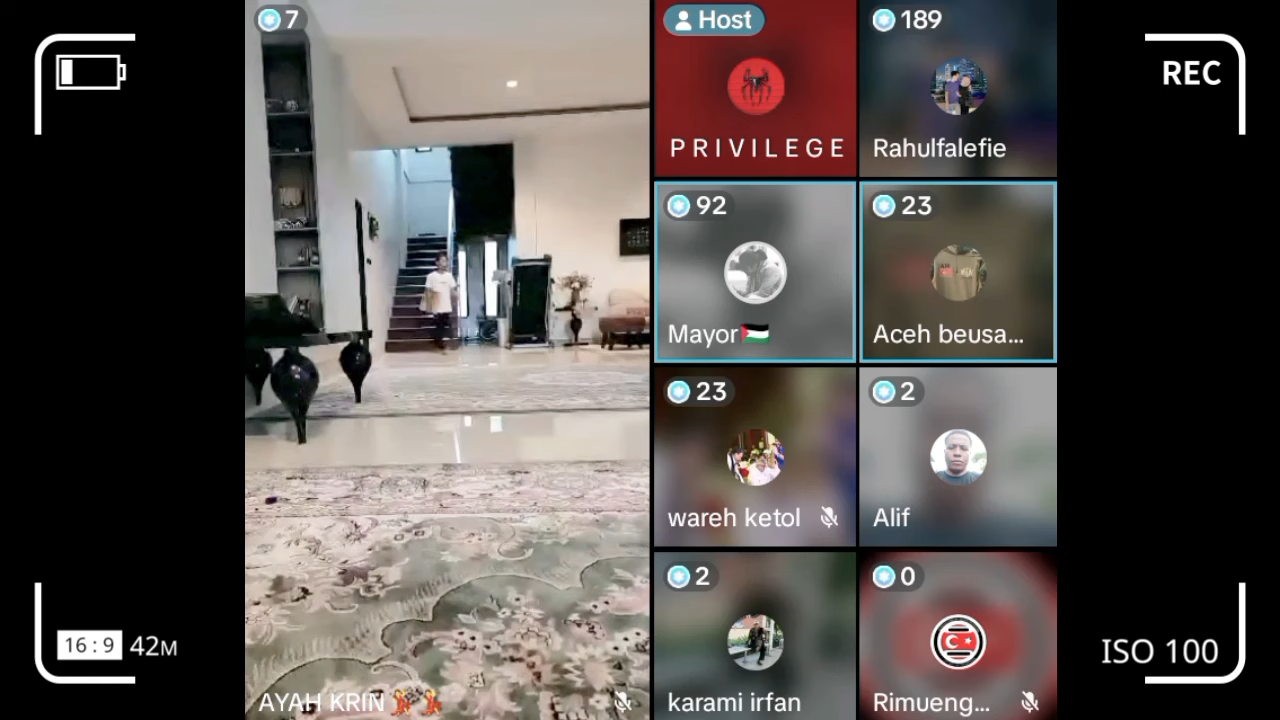 7
Host
PRIVILEGE
189
Rahulfalefie
REC
92
Mayor🇵🇸
23
Aceh beusa...
23
wareh ketol
2
Alif
2
karami irfan
0
Rimueng...
AYAH KRIN 💃💃
16:9 42M
ISO 100